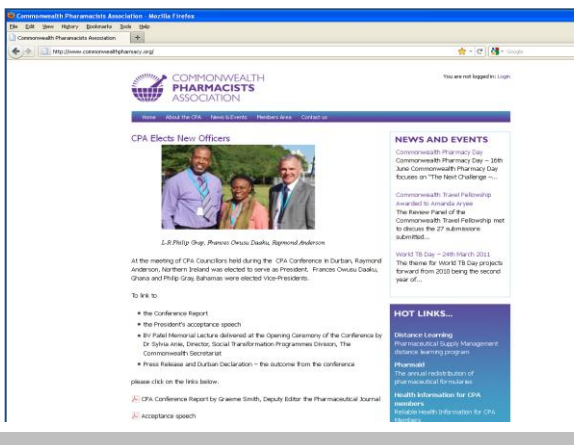 Commonwealth Pharamacists Association - Mozilla Firefox
File Edit View History Bookmarks Tools Help
Commonwealth Pharamacists Association
http://www.commonwealthpharmacy.org/
Google
COMMONWEALTH
PHARMACISTS
ASSOCIATION
You are not logged in: Login
Home About the CPA News & Events Members Area Contact us
CPA Elects New Officers
L-R Philip Gray, Frances Owusu Daaku, Raymond Anderson
At the meeting of CPA Councillors held during the CPA Conference in Durban, Raymond
Anderson, Northern Ireland was elected to serve as President. Frances Owusu Daaku,
Ghana and Philip Gray, Bahamas were elected Vice-Presidents.
To link to
• the Conference Report
• the President's acceptance speech
• BV Patel Memorial Lecture delivered at the Opening Ceremony of the Conference by
Dr Sylvia Anie, Director, Social Transformation Programmes Division, The
Commonwealth Secretariat
• Press Release and Durban Declaration – the outcome from the conference
please click on the links below.
CPA Conference Report by Graeme Smith, Deputy Editor the Pharmaceutical Journal
Acceptance speech
NEWS AND EVENTS
Commonwealth Pharmacy Day
Commonwealth Pharmacy Day – 16th
June Commonwealth Pharmacy Day
focuses on "The Next Challenge –...
Commonwealth Travel Fellowship
Awarded to Amanda Aryee
The Review Panel of the
Commonwealth Travel Fellowship met
to discuss the 27 submissions
submitted...
World TB Day – 24th March 2011
The theme for World TB Day projects
forward from 2010 being the second
year of...
HOT LINKS...
Distance Learning
Pharmaceutical Supply Management
distance learning program
Pharmaid
The annual redistribution of
pharmaceutical formularies
Health information for CPA
members
Reliable Health Information for CPA
Members